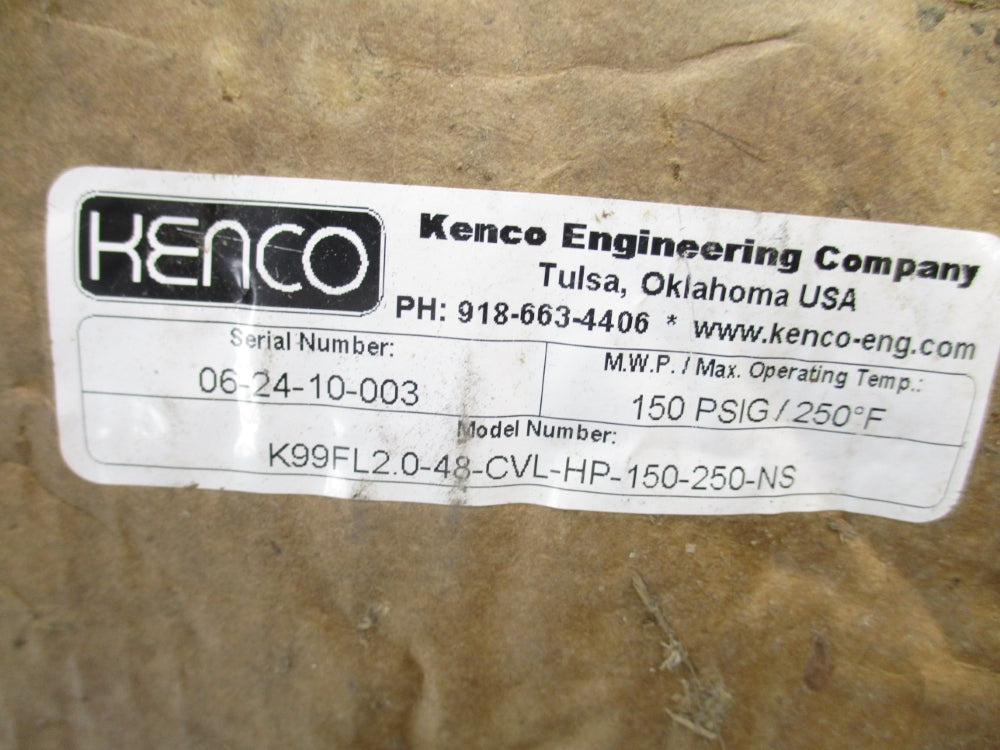 KENCO
Kenco Engineering Company
Tulsa, Oklahoma USA
PH: 918-663-4406 * www.kenco-eng.com
Serial Number:
06-24-10-003
M.W.P. / Max. Operating Temp.:
150 PSIG / 250°F
Model Number:
K99FL2.0-48-CVL-HP-150-250-NS